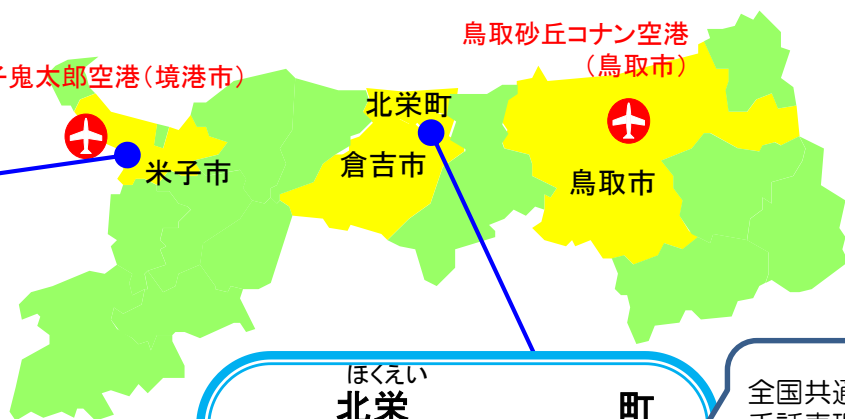 鳥取砂丘コナン空港
（鳥取市）
子鬼太郎空港（境港市）
北栄町
米子市
倉吉市
鳥取市
ほくえい
北栄 町
全国共通